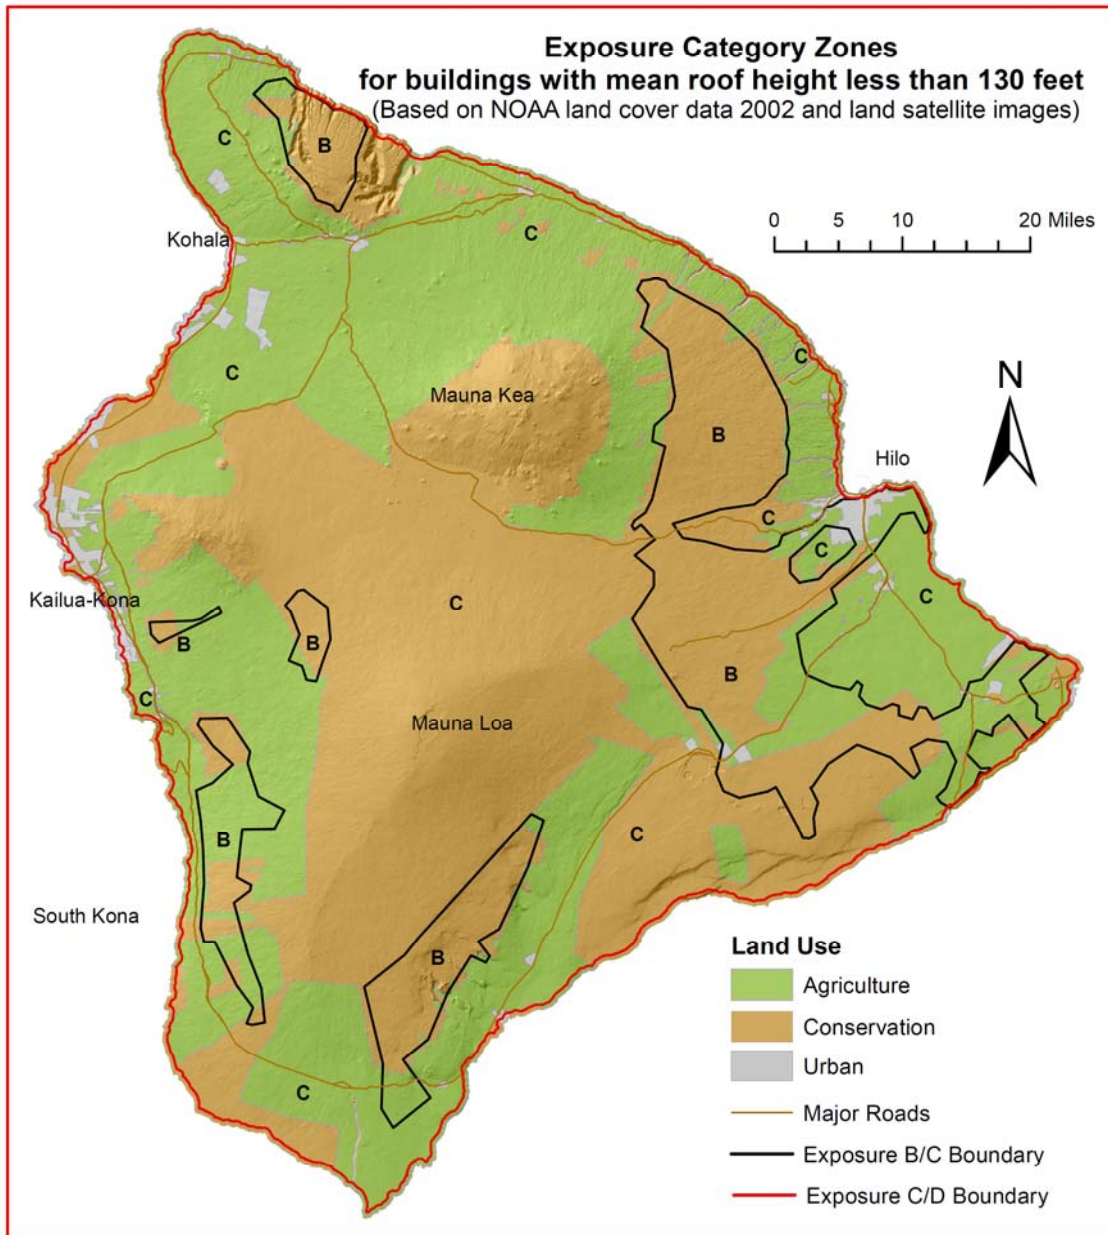 Exposure Category Zones
for buildings with mean roof height less than 130 feet
(Based on NOAA land cover data 2002 and land satellite images)
C
B
0 5 10 20 Miles
Kohala
C
C
C
Mauna Kea
N
B
Hilo
C
C
Kailua-Kona
C
C
B
B
B
C
Mauna Loa
B
C
South Kona
B
C
Land Use
Agriculture
Conservation
Urban
Major Roads
Exposure B/C Boundary
Exposure C/D Boundary